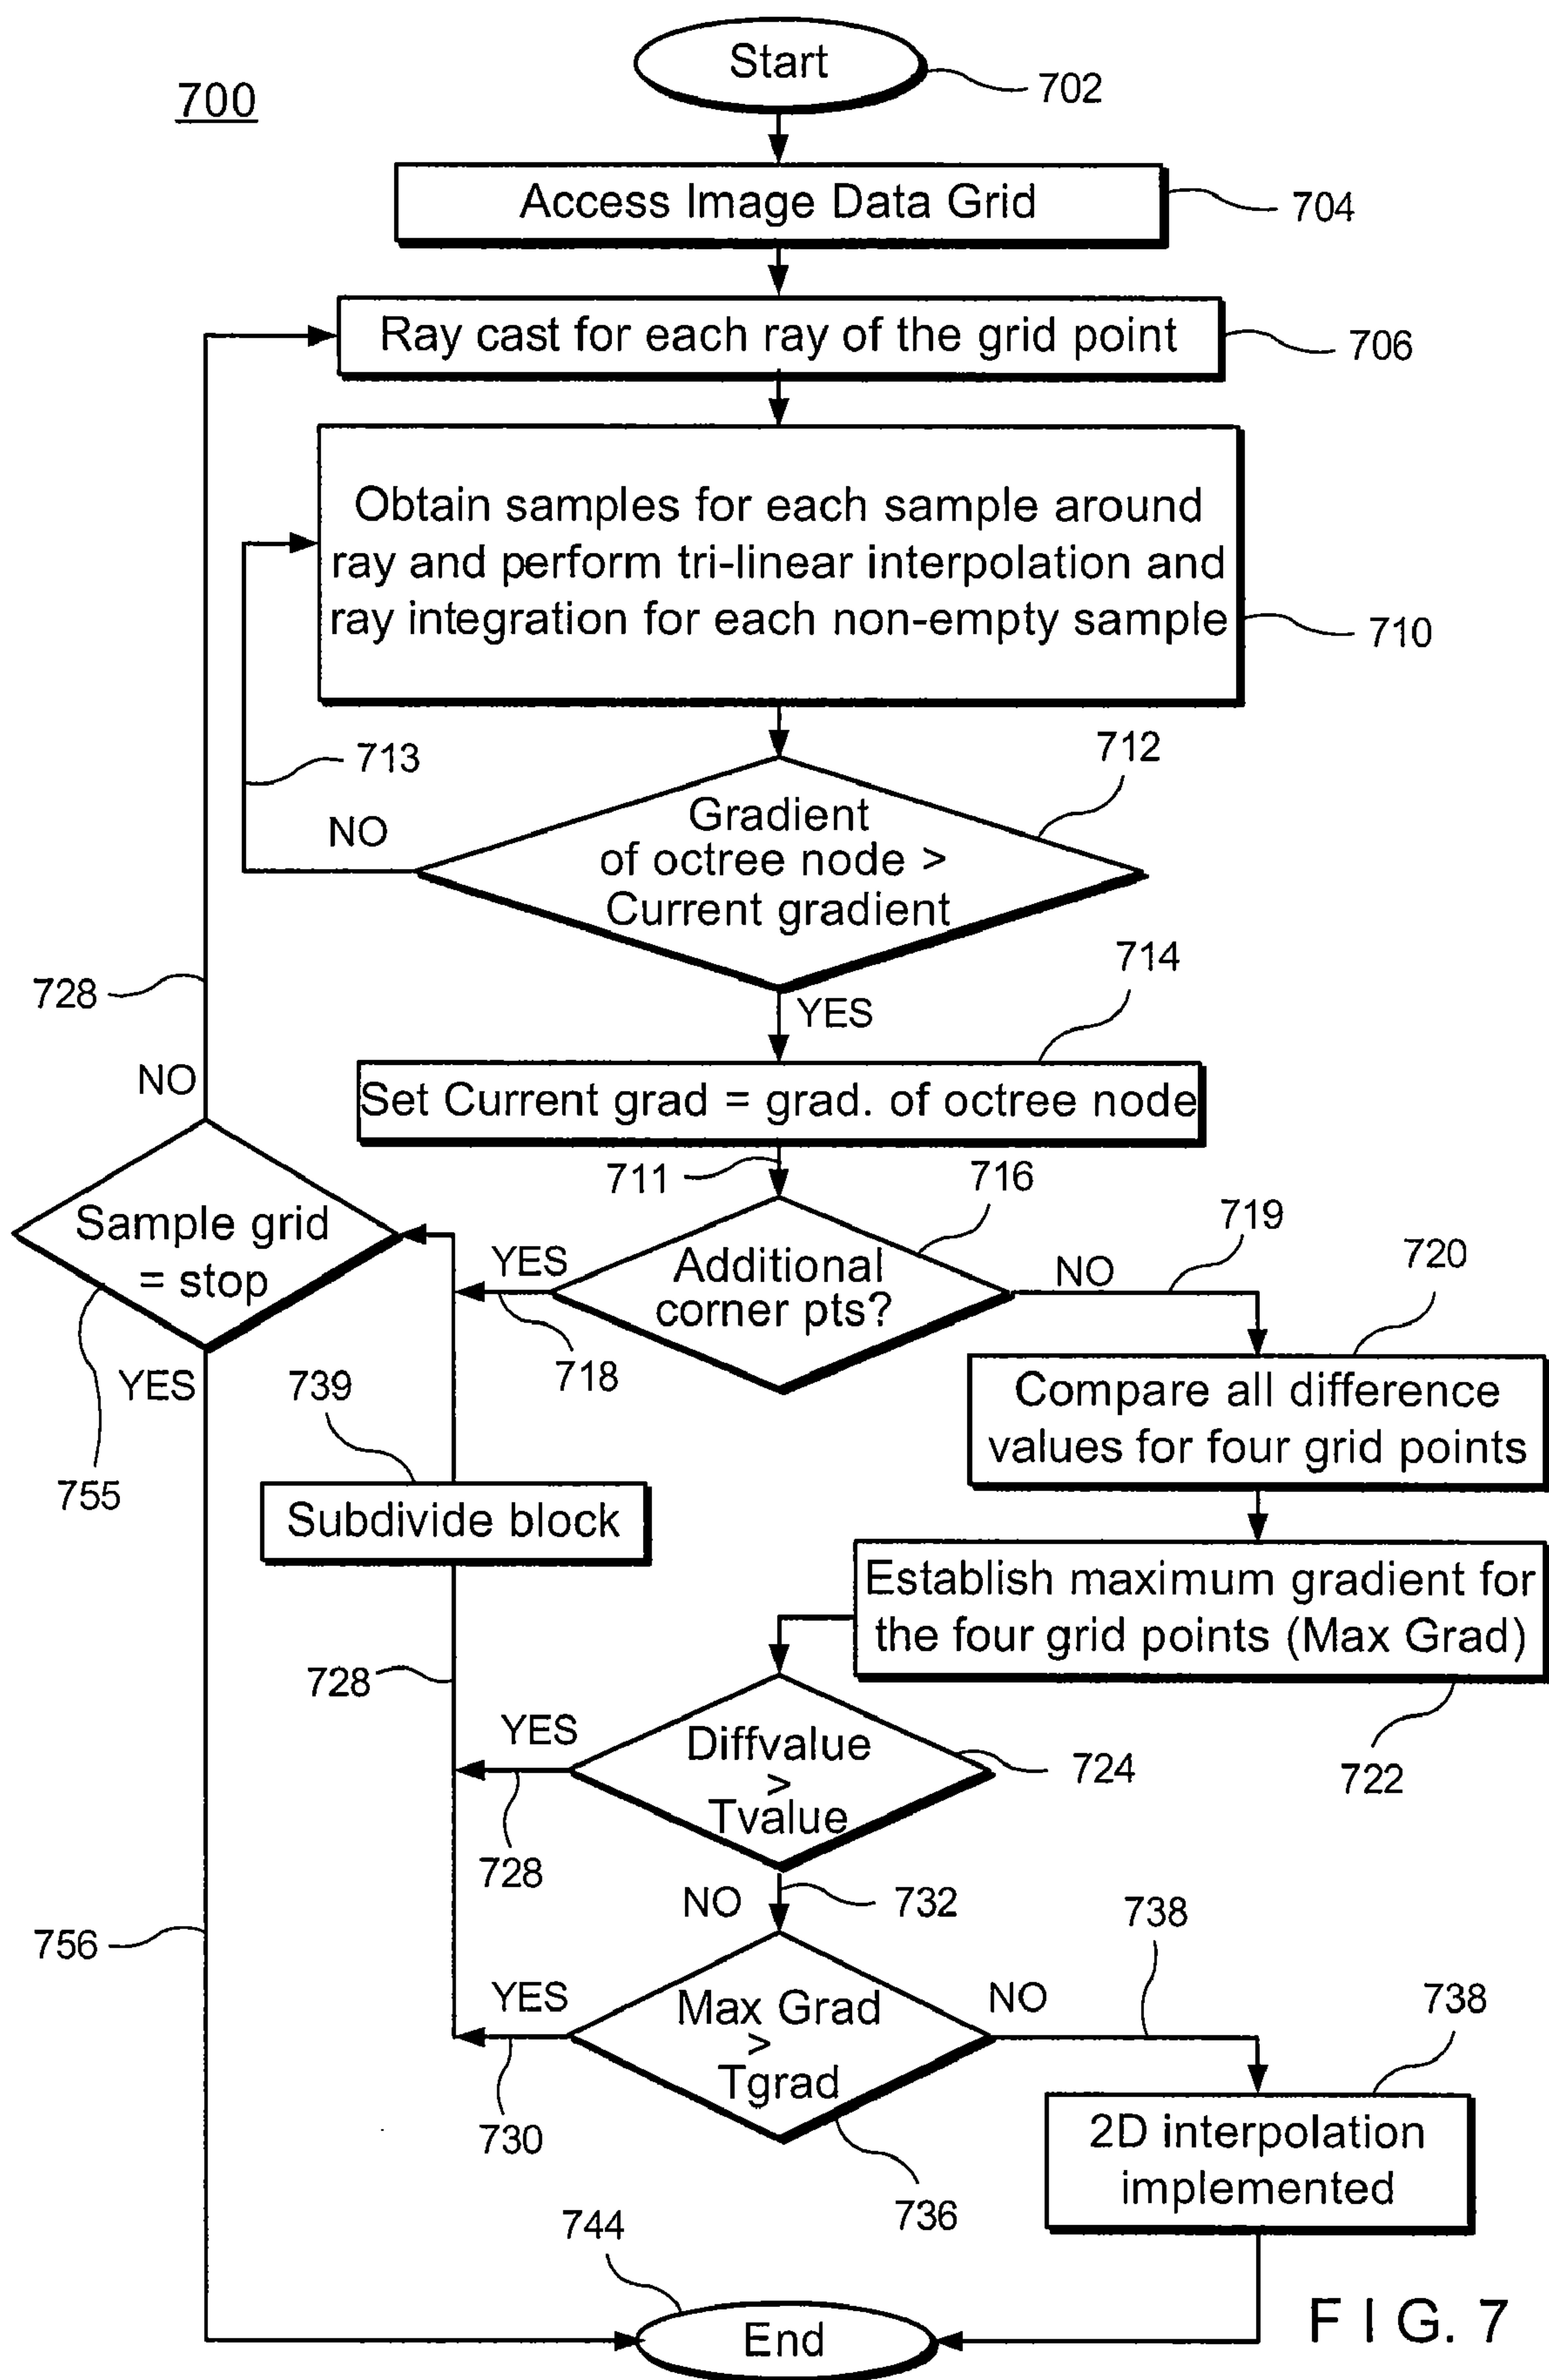 700
Start
702
Access Image Data Grid
704
Ray cast for each ray of the grid point
706
Obtain samples for each sample around
ray and perform tri-linear interpolation and
ray integration for each non-empty sample
710
713
712
NO
Gradient
of octree node >
Current gradient
714
728
YES
NO
Set Current grad = grad. of octree node
711
716
719
720
Sample grid
= stop
YES
Additional
corner pts?
NO
718
YES
739
755
Compare all difference
values for four grid points
Subdivide block
Establish maximum gradient for
the four grid points (Max Grad)
722
728
YES
Diffvalue
>
Tvalue
724
728
NO
732
738
756
YES
Max Grad
>
Tgrad
NO
738
730
736
2D interpolation
implemented
744
End
FIG. 7